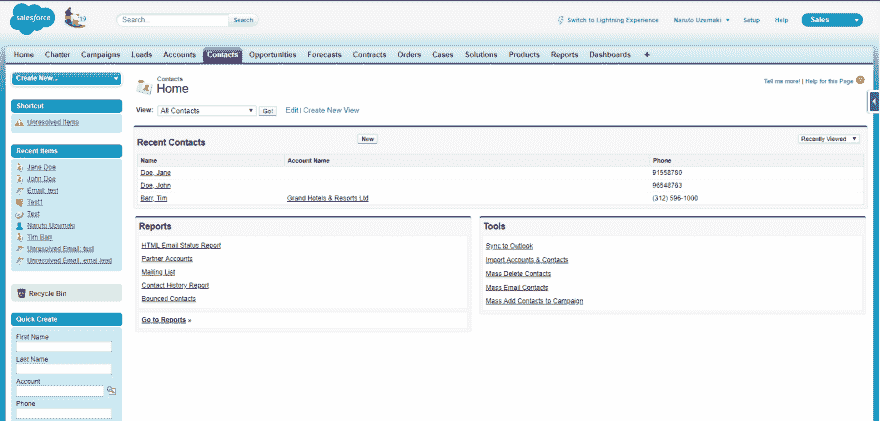 salesforce
'19
Search...
Search
Switch to Lightning Experience
Naruto Uzumaki
Setup
Help
Sales
Home Chatter Campaigns Leads Accounts Contacts Opportunities Forecasts Contracts Orders Cases Solutions Products Reports Dashboards +
Create New...
Shortcut
Unresolved Items
Recent Items
Jane Doe
John Doe
Email: test
Test1
Test
Naruto Uzumaki
Tim Barr
Unresolved Email: test
Unresolved Email: email test
Recycle Bin
Quick Create
First Name
Last Name
Account
Phone
Contacts
Home
Tell me more! | Help for this Page
View: All Contacts Go! Edit | Create New View
Recent Contacts New Recently Viewed
Name Account Name Phone
Doe, Jane 91558780
Doe, John 96548763
Barr, Tim Grand Hotels & Resorts Ltd (312) 596-1000
Reports
HTML Email Status Report
Partner Accounts
Mailing List
Contact History Report
Bounced Contacts
Go to Reports »
Tools
Sync to Outlook
Import Accounts & Contacts
Mass Delete Contacts
Mass Email Contacts
Mass Add Contacts to Campaign